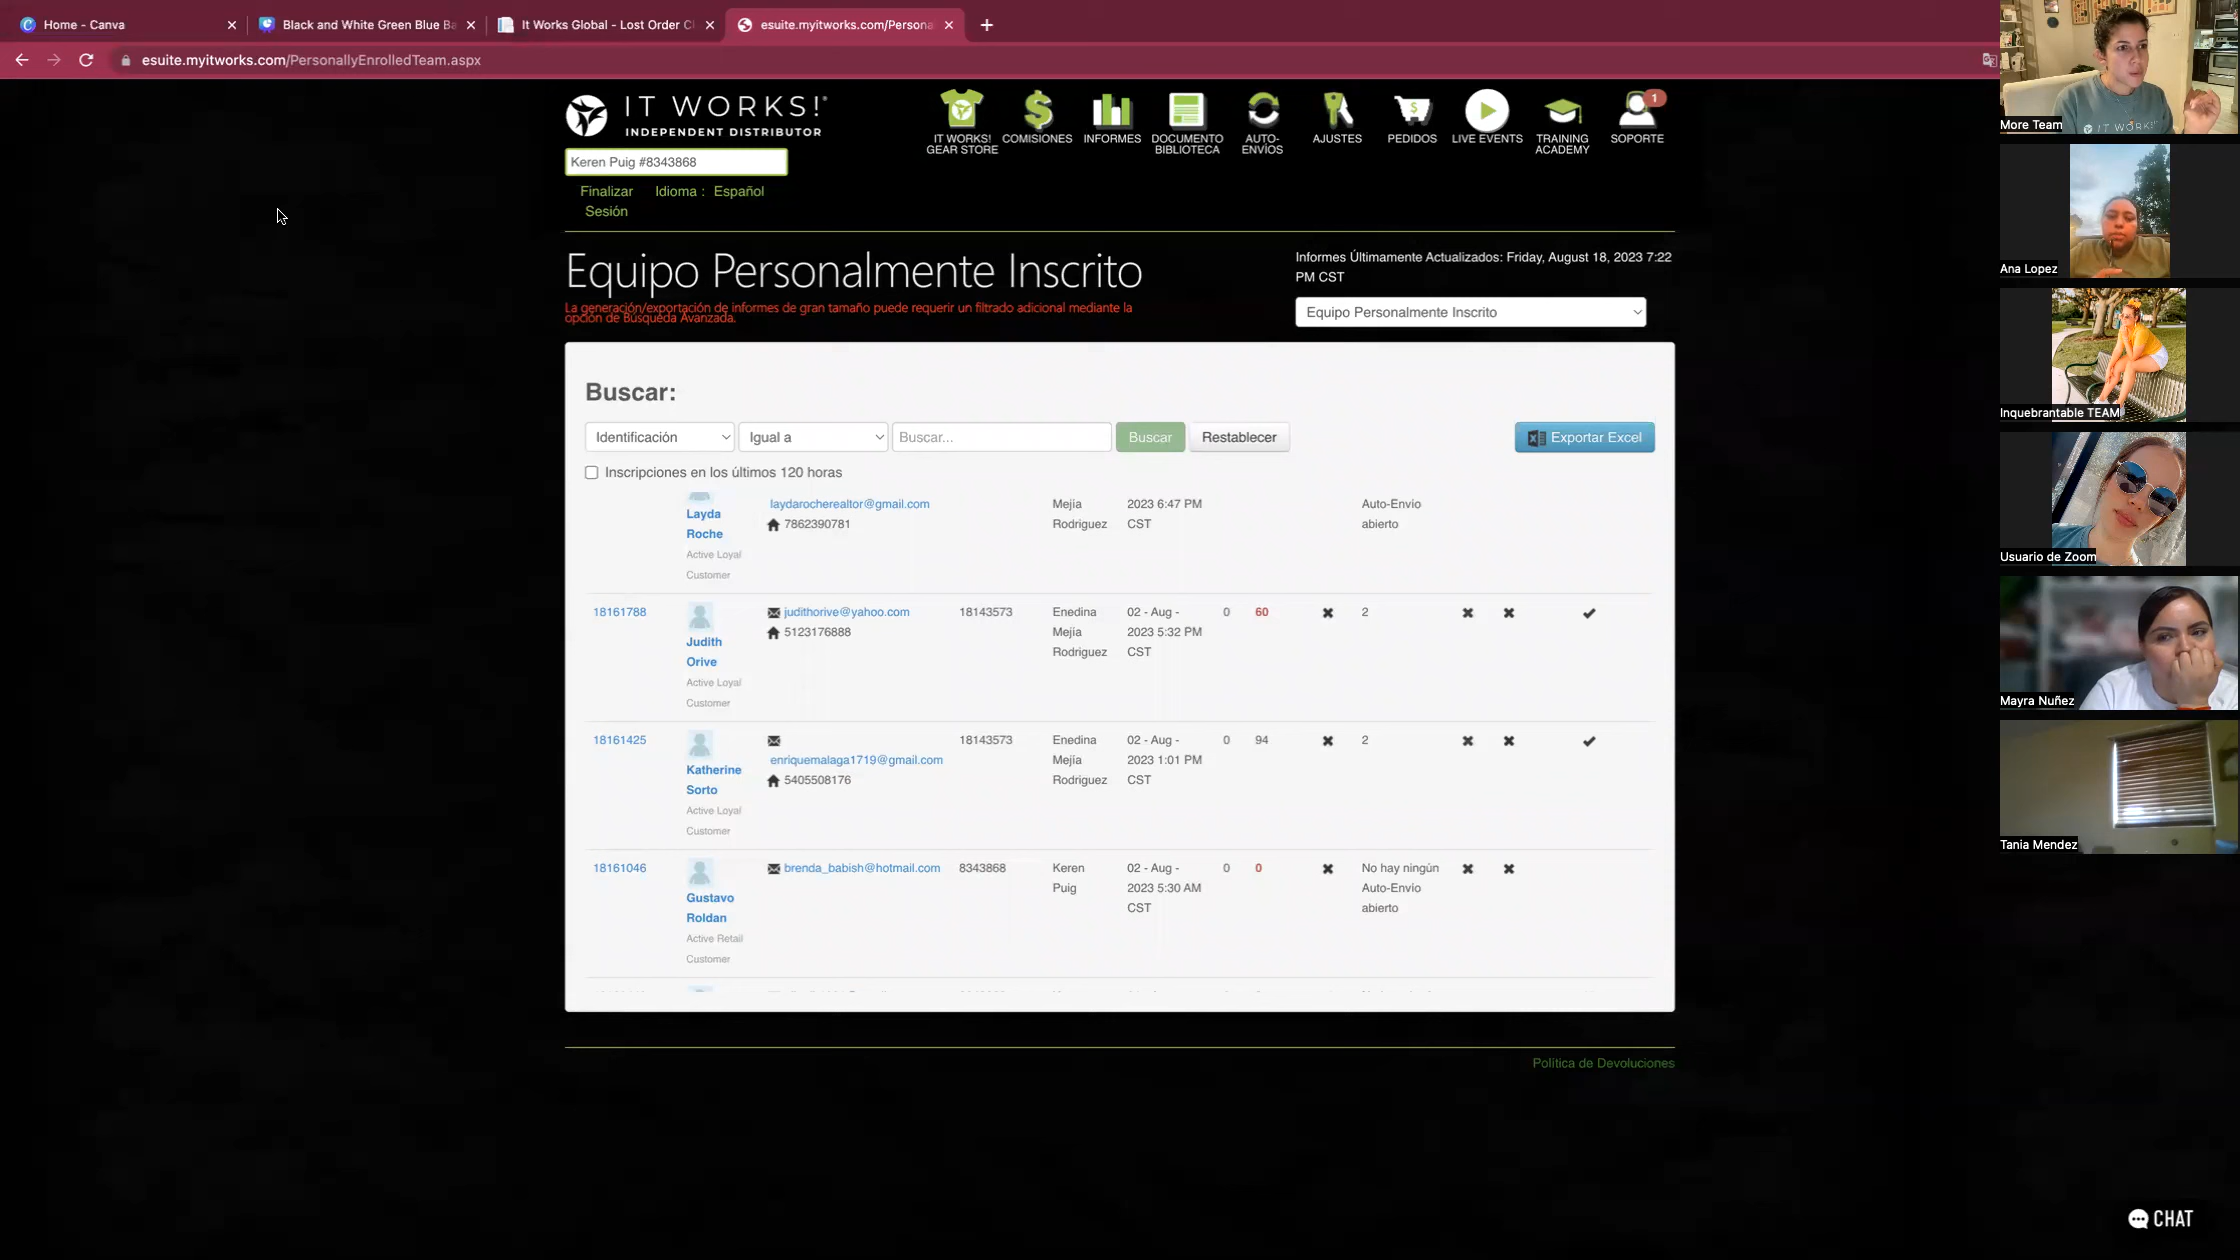 Home - Canva
Black and White Green Blue Ba
It Works Global - Lost Order Cl
esuite.myitworks.com/Persona
esuite.myitworks.com/PersonallyEnrolledTeam.aspx
IT WORKS!
INDEPENDENT DISTRIBUTOR
IT WORKS!
GEAR STORE
COMISIONES
INFORMES
DOCUMENTO
BIBLIOTECA
AUTO-
ENVÍOS
AJUSTES
PEDIDOS
LIVE EVENTS
TRAINING
ACADEMY
1
SOPORTE
Keren Puig #8343868
Finalizar
Sesión
Idioma : Español
Equipo Personalmente Inscrito
La generación/exportación de informes de gran tamaño puede requerir un filtrado adicional mediante la
opción de Búsqueda Avanzada.
Informes Últimamente Actualizados: Friday, August 18, 2023 7:22
PM CST
Equipo Personalmente Inscrito
Buscar:
Identificación
Igual a
Buscar...
Buscar
Restablecer
Exportar Excel
Inscripciones en los últimos 120 horas
Layda
Roche
Active Loyal
Customer
laydarocherealtor@gmail.com
7862390781
Mejia
Rodriguez
2023 6:47 PM
CST
Auto-Envío
abierto
18161788
Judith
Orive
Active Loyal
Customer
judithorive@yahoo.com
5123176888
18143573
Enedina
Mejia
Rodriguez
02 - Aug -
2023 5:32 PM
CST
0
60
2
18161425
Katherine
Sorto
Active Loyal
Customer
enriquemalaga1719@gmail.com
5405508176
18143573
Enedina
Mejia
Rodriguez
02 - Aug -
2023 1:01 PM
CST
0
94
2
18161046
Gustavo
Roldan
Active Retail
Customer
brenda_babish@hotmail.com
8343868
Keren
Puig
02 - Aug -
2023 5:30 AM
CST
0
0
No hay ningún
Auto-Envío
abierto
Política de Devoluciones
CHAT
More Team
IT WORKS!
Ana Lopez
Inquebrantable TEAM
Usuario de Zoom
Mayra Nuñez
Tania Mendez